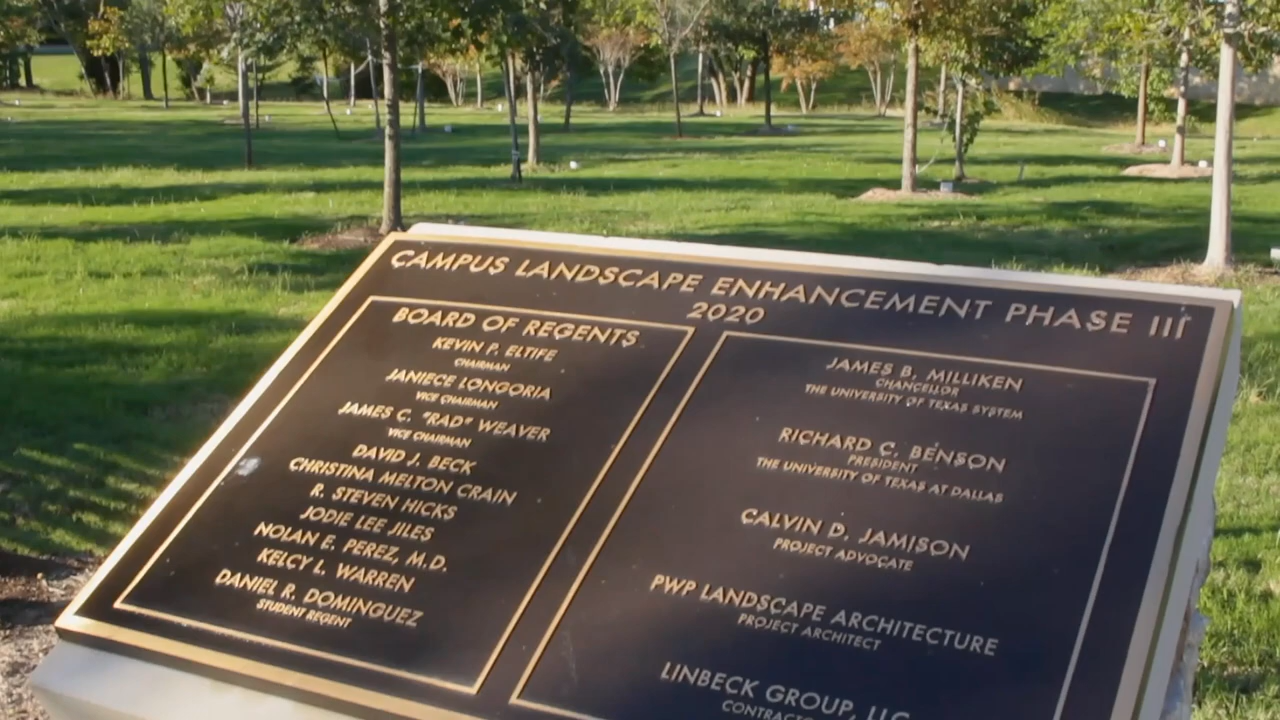 CAMPUS LANDSCAPE ENHANCEMENT PHASE III
2020
BOARD OF REGENTS
KEVIN P. ELTIFE
CHAIRMAN
JANIECE LONGORIA
VICE CHAIRMAN
JAMES C. "RAD" WEAVER
VICE CHAIRMAN
DAVID J. BECK
CHRISTINA MELTON CRAIN
R. STEVEN HICKS
JODIE LEE JILES
NOLAN E. PEREZ, M.D.
KELCY L. WARREN
DANIEL R. DOMINGUEZ
STUDENT REGENT
JAMES B. MILLIKEN
CHANCELLOR
THE UNIVERSITY OF TEXAS SYSTEM
RICHARD C. BENSON
PRESIDENT
THE UNIVERSITY OF TEXAS AT DALLAS
CALVIN D. JAMISON
PROJECT ADVOCATE
PWP LANDSCAPE ARCHITECTURE
PROJECT ARCHITECT
LINBECK GROUP, LLC